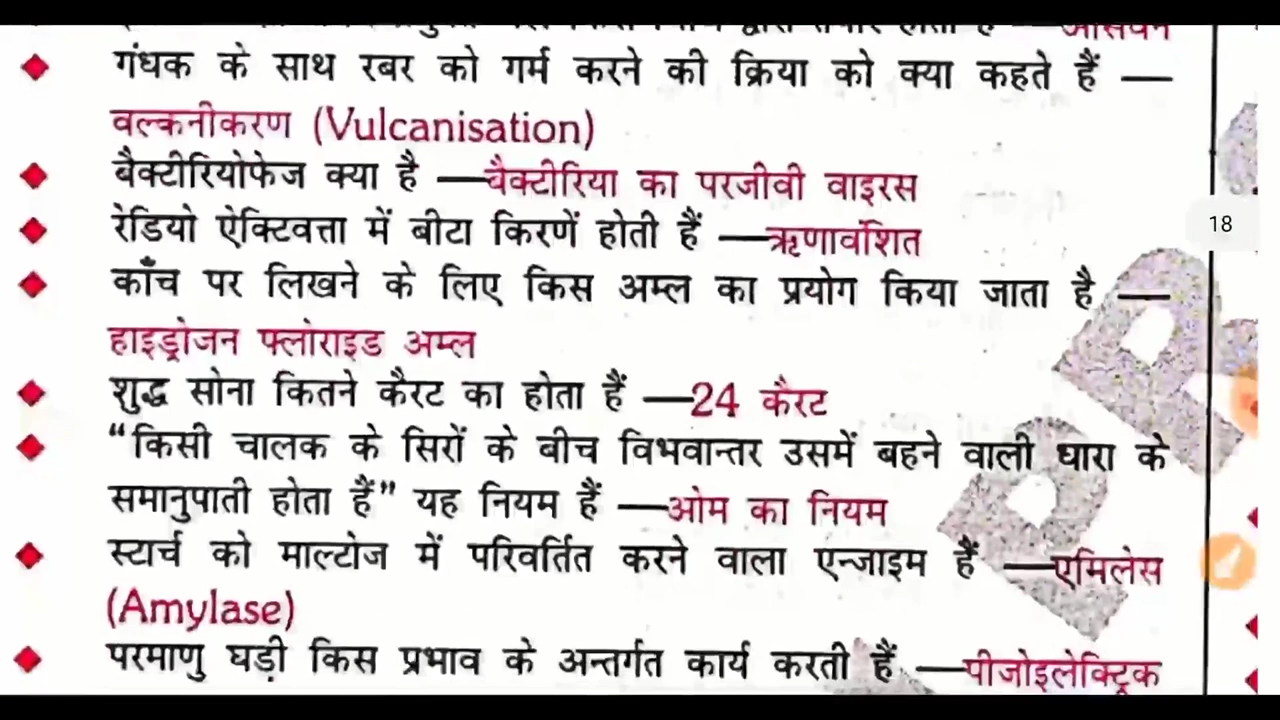 गंधक के साथ रबर को गर्म करने की क्रिया को क्या कहते हैं —
वल्कनीकरण (Vulcanisation)
बैक्टीरियोफेज क्या है —बैक्टीरिया का परजीवी वाइरस
रेडियो ऐक्टिवत्ता में बीटा किरणें होती हैं —ऋणावेशित
18
काँच पर लिखने के लिए किस अम्ल का प्रयोग किया जाता है —
हाइड्रोजन फ्लोराइड अम्ल
शुद्ध सोना कितने कैरट का होता हैं —24 कैरट
“किसी चालक के सिरों के बीच विभवान्तर उसमें बहने वाली धारा के
समानुपाती होता हैं” यह नियम हैं —ओम का नियम
स्टार्च को माल्टोज में परिवर्तित करने वाला एन्जाइम हैं —एमिलेस
(Amylase)
परमाणु घड़ी किस प्रभाव के अन्तर्गत कार्य करती हैं —पीजोइलेक्ट्रिक